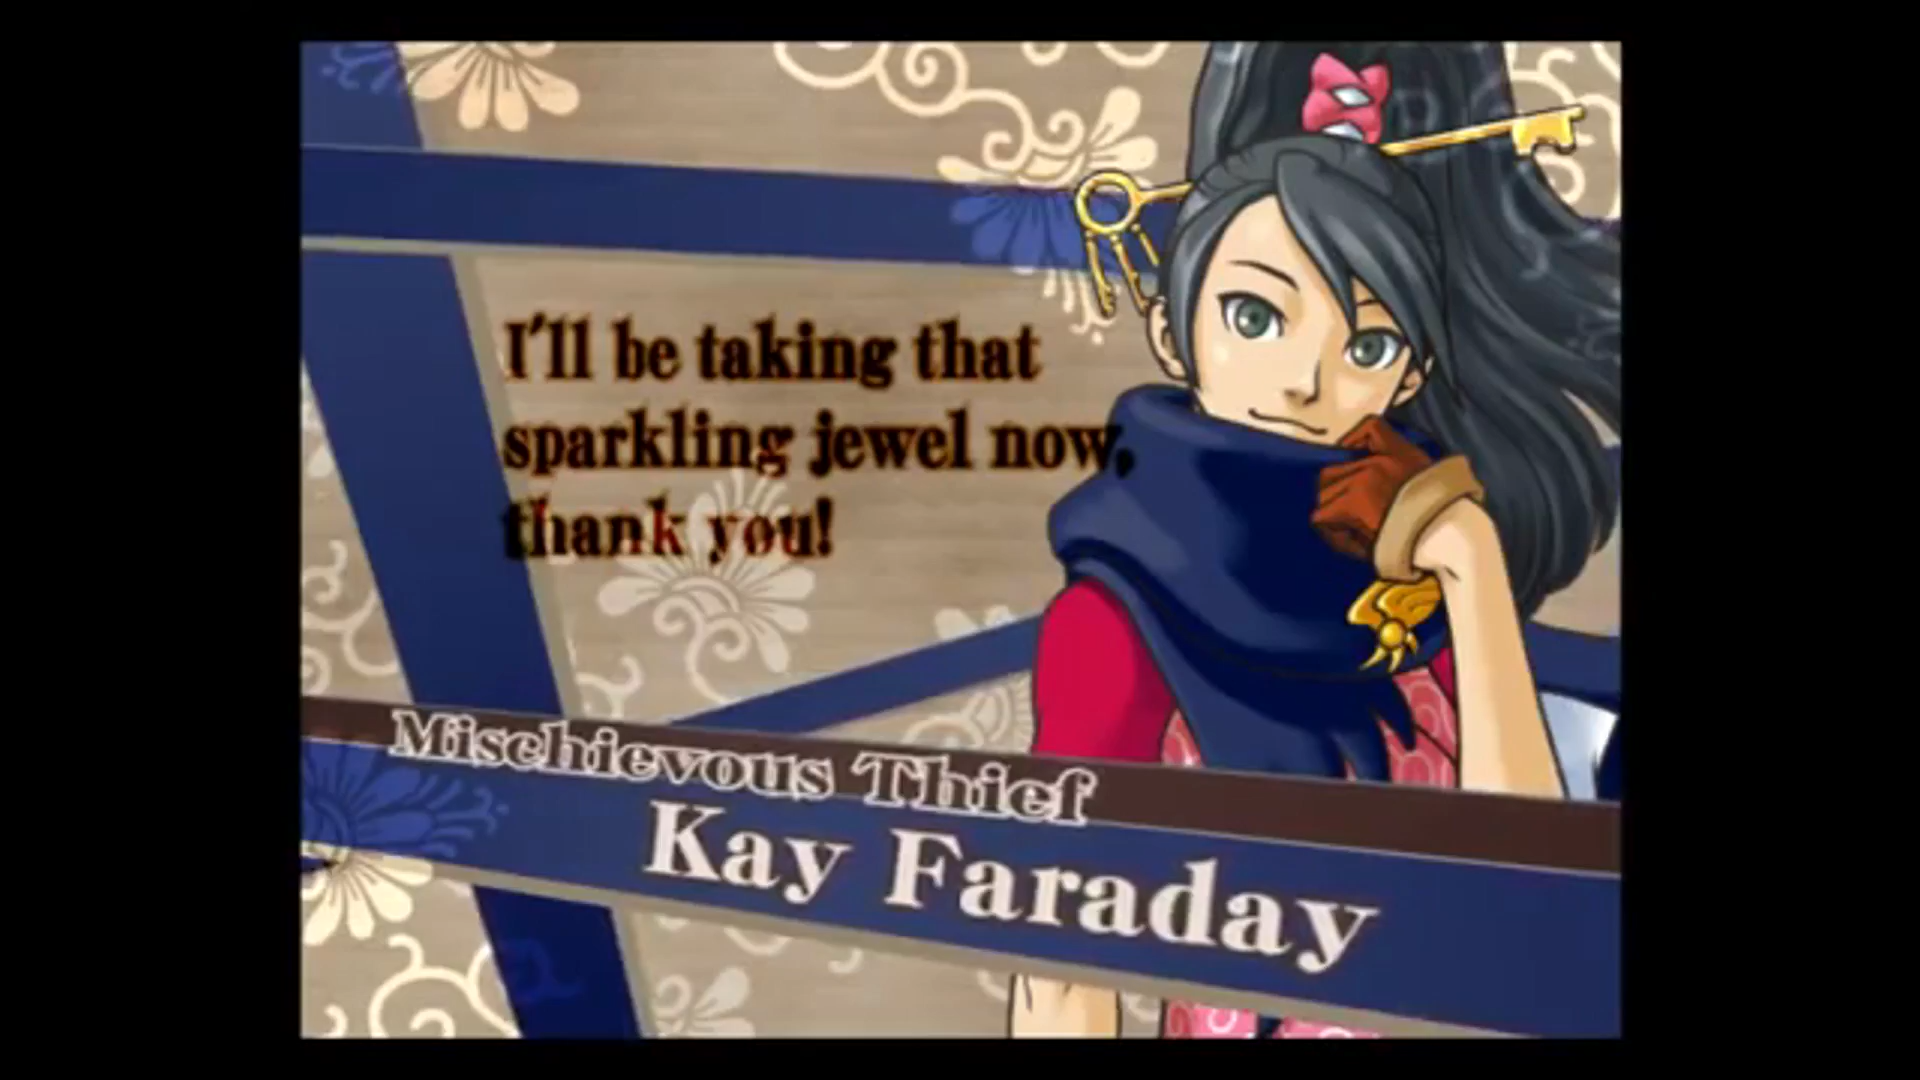 I'll be taking that
sparkling jewel now,
thank you!
Mischievous Thief
Kay Faraday